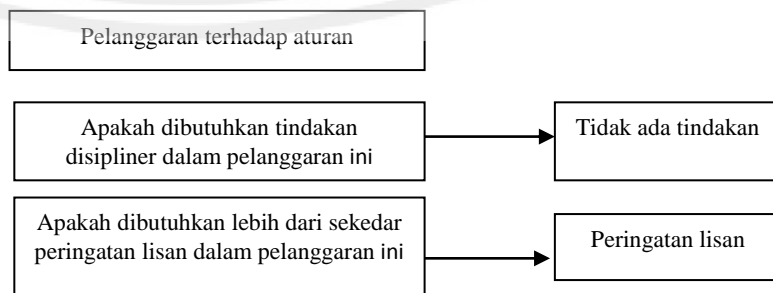 Pelanggaran terhadap aturan
Apakah dibutuhkan tindakan
disipliner dalam pelanggaran ini
Tidak ada tindakan
Apakah dibutuhkan lebih dari sekedar
peringatan lisan dalam pelanggaran ini
Peringatan lisan